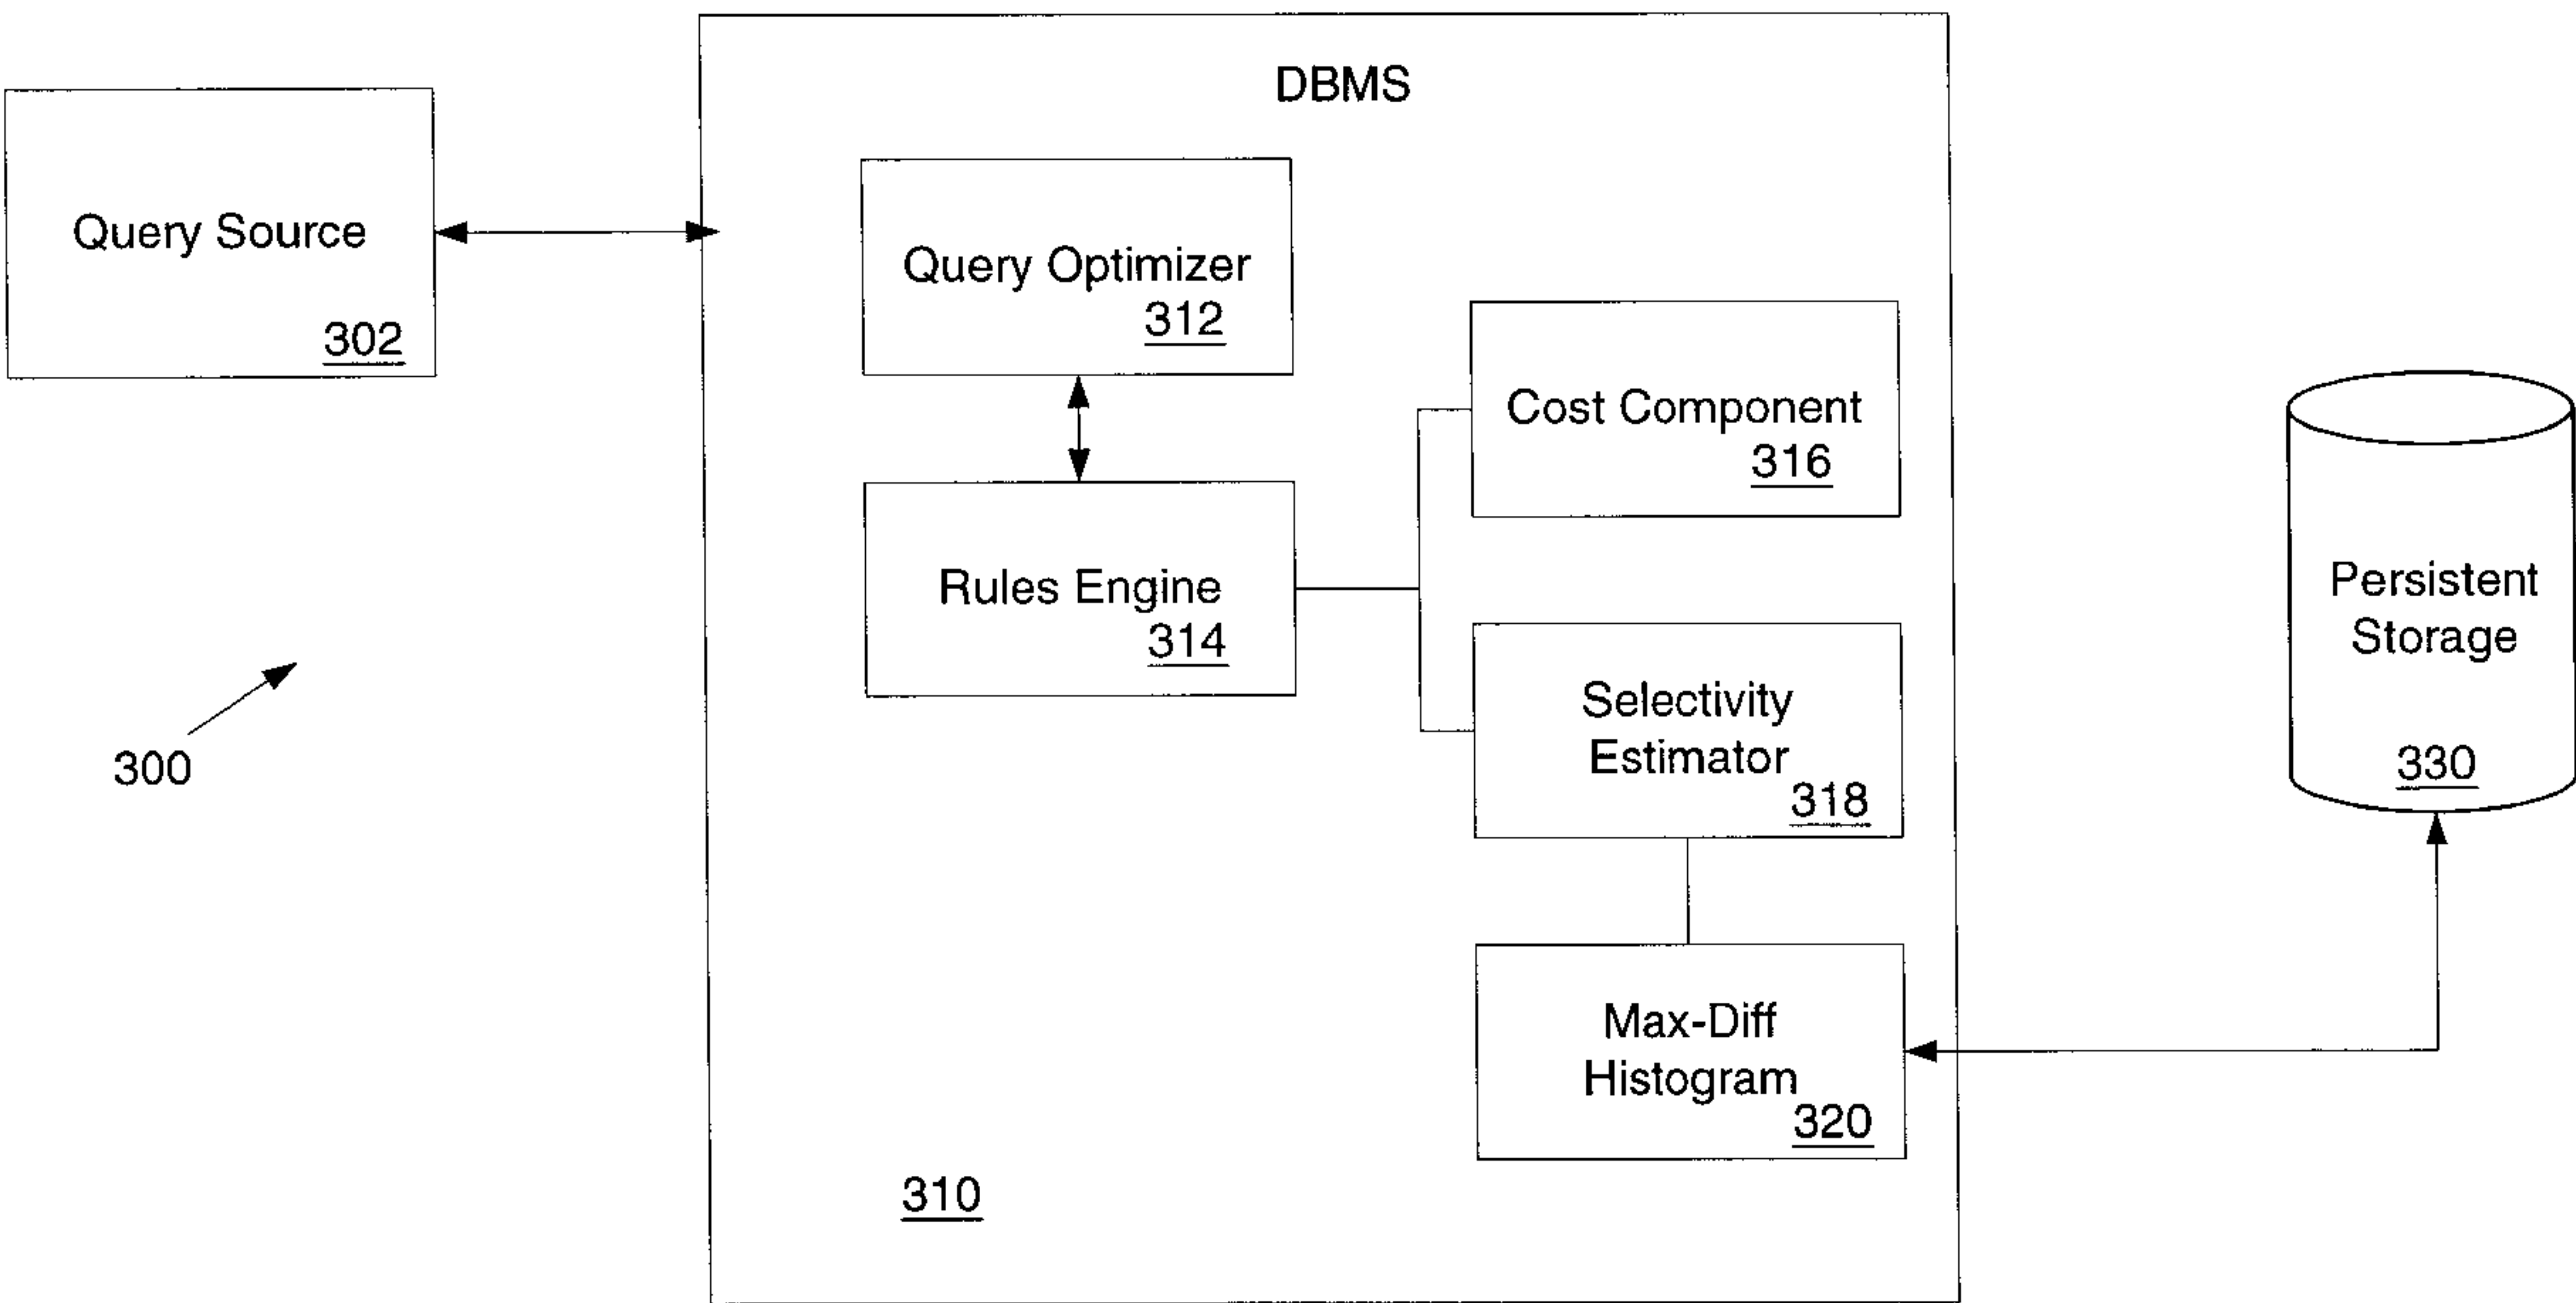 DBMS
Query Source
302
Query Optimizer
312
Cost Component
316
Rules Engine
314
Persistent
Storage
330
Selectivity
Estimator
318
300
Max-Diff
Histogram
320
310